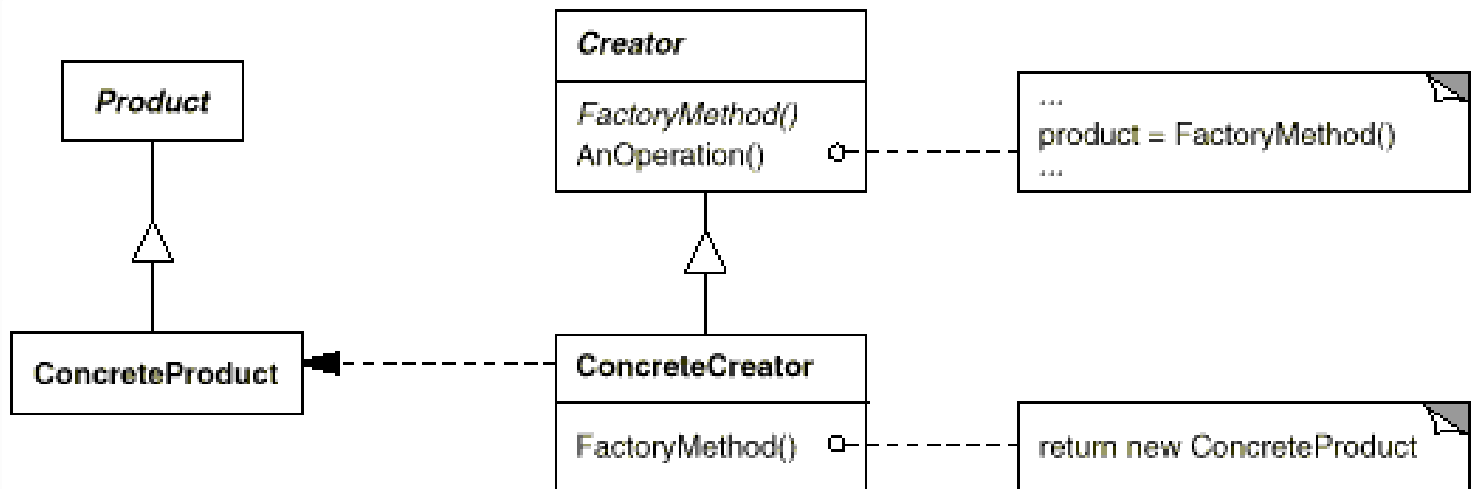 Product
ConcreteProduct
Creator
FactoryMethod()
AnOperation()
...
product = FactoryMethod()
...
ConcreteCreator
FactoryMethod()
return new ConcreteProduct